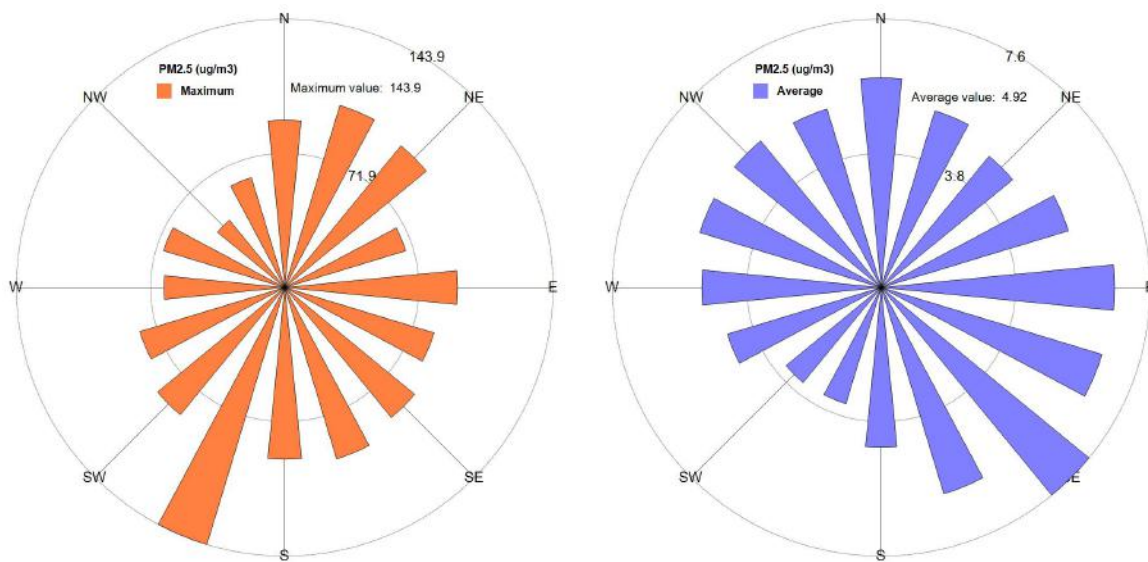 N
143.9
PM2.5 (ug/m3)
Maximum
Maximum value: 143.9
NW
NE
71.9
W
E
SW
SE
S
N
7.6
PM2.5 (ug/m3)
Average
Average value: 4.92
NW
NE
3.8
W
E
SW
SE
S